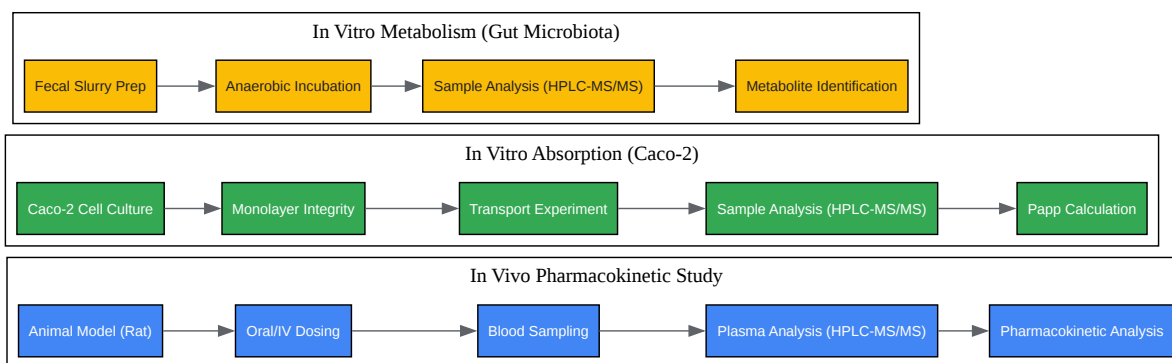 In Vitro Metabolism (Gut Microbiota)
Fecal Slurry Prep
Anaerobic Incubation
Sample Analysis (HPLC-MS/MS)
Metabolite Identification
In Vitro Absorption (Caco-2)
Caco-2 Cell Culture
Monolayer Integrity
Transport Experiment
Sample Analysis (HPLC-MS/MS)
Papp Calculation
In Vivo Pharmacokinetic Study
Animal Model (Rat)
Oral/IV Dosing
Blood Sampling
Plasma Analysis (HPLC-MS/MS)
Pharmacokinetic Analysis